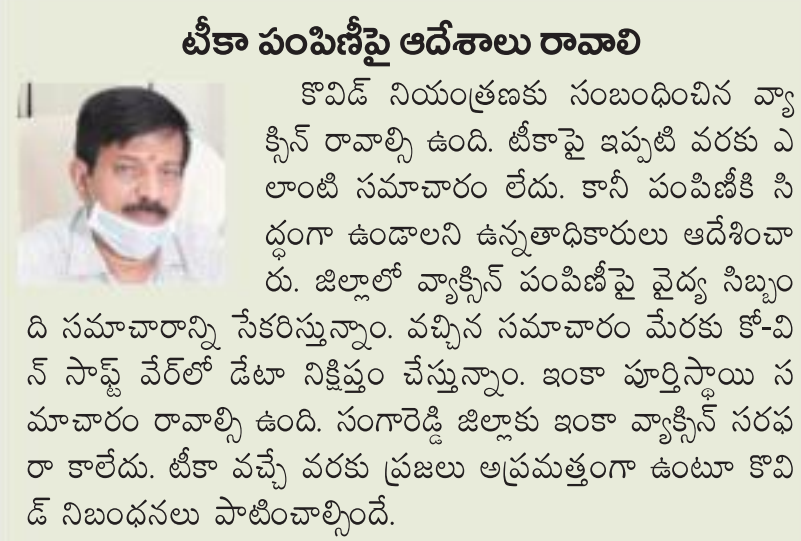 టీకా పంపిణీపై ఆదేశాలు రావాలి
కొవిడ్ నియంత్రణకు సంబంధించిన వ్యా
క్సిన్ రావాల్సి ఉంది. టీకాపై ఇప్పటి వరకు ఎ
లాంటి సమాచారం లేదు. కానీ పంపిణీకి సి
ద్ధంగా ఉండాలని ఉన్నతాధికారులు ఆదేశించా
రు. జిల్లాలో వ్యాక్సిన్ పంపిణీపై వైద్య సిబ్బం
ది సమాచారాన్ని సేకరిస్తున్నాం. వచ్చిన సమాచారం మేరకు కో-వి
న్ సాఫ్ట్ వేర్‌లో డేటా నిక్షిప్తం చేస్తున్నాం. ఇంకా పూర్తిస్థాయి స
మాచారం రావాల్సి ఉంది. సంగారెడ్డి జిల్లాకు ఇంకా వ్యాక్సిన్ సరఫ
రా కాలేదు. టీకా వచ్చే వరకు ప్రజలు అప్రమత్తంగా ఉంటూ కొవి
డ్ నిబంధనలు పాటించాల్సిందే.